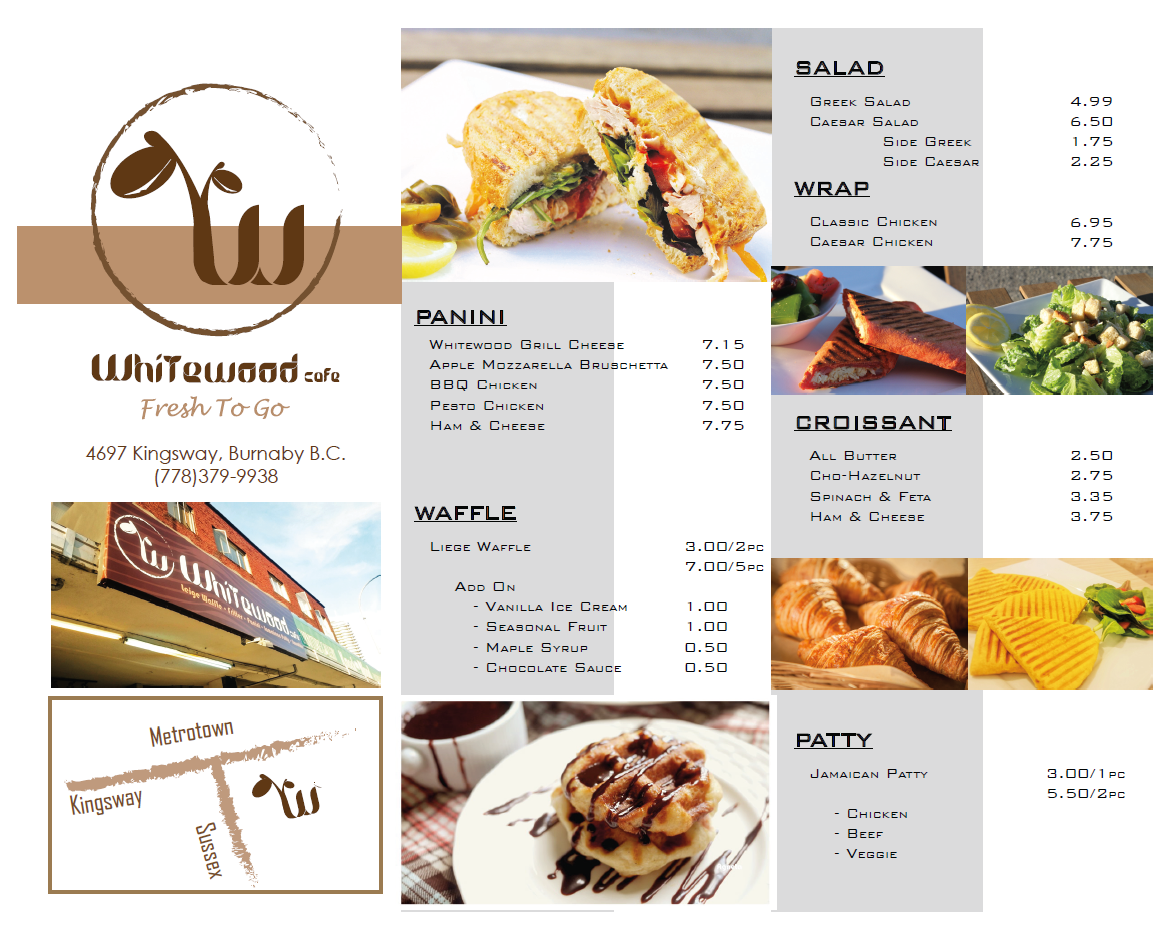 Whitewood cafe
Fresh To Go
4697 Kingsway, Burnaby B.C.
(778)379-9938
Whitewood cafe
Metrotown
Kingsway
Sussex
PANINI
Whitewood Grill Cheese 7.15
Apple Mozzarella Bruschetta 7.50
BBQ Chicken 7.50
Pesto Chicken 7.50
Ham & Cheese 7.75
WAFFLE
Liege Waffle 3.00/2pc
7.00/5pc
Add On
- Vanilla Ice Cream 1.00
- Seasonal Fruit 1.00
- Maple Syrup 0.50
- Chocolate Sauce 0.50
SALAD
Greek Salad 4.99
Caesar Salad 6.50
Side Greek 1.75
Side Caesar 2.25
WRAP
Classic Chicken 6.95
Caesar Chicken 7.75
CROISSANT
All Butter 2.50
Cho-Hazelnut 2.75
Spinach & Feta 3.35
Ham & Cheese 3.75
PATTY
Jamaican Patty 3.00/1pc
5.50/2pc
- Chicken
- Beef
- Veggie